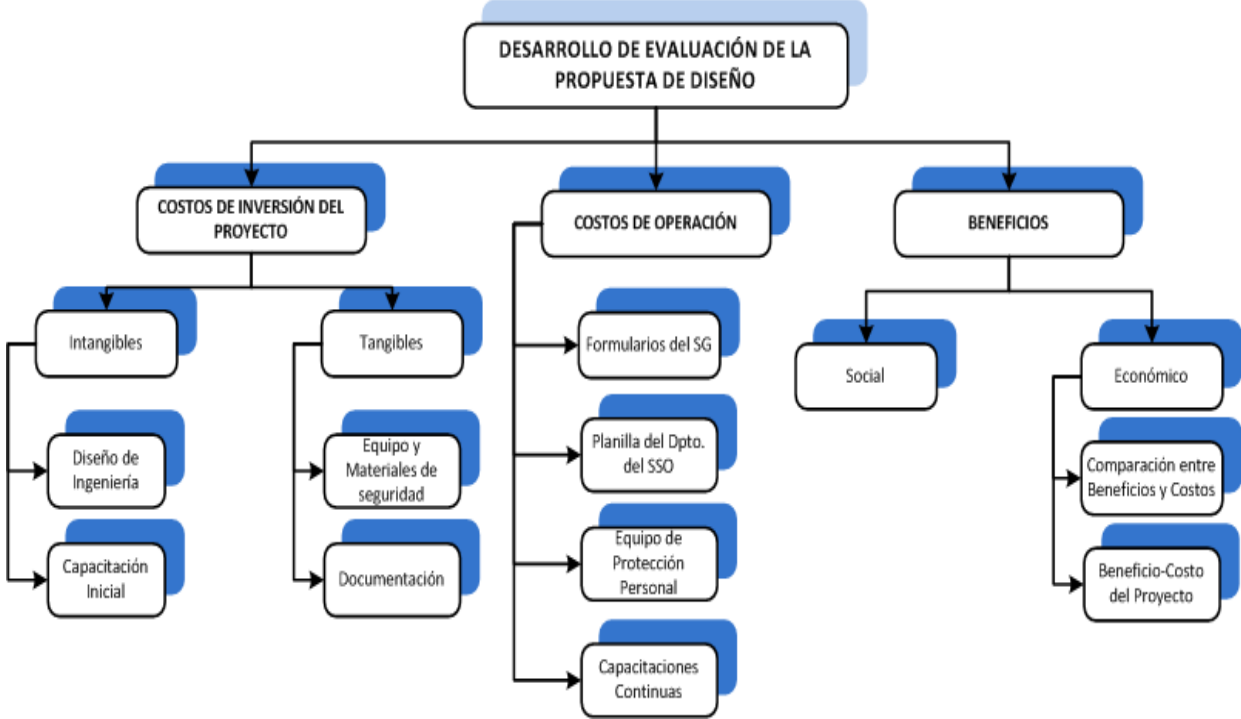 DESARROLLO DE EVALUACIÓN DE LA
PROPUESTA DE DISEÑO
COSTOS DE INVERSIÓN DEL
PROYECTO
COSTOS DE OPERACIÓN
BENEFICIOS
Intangibles
Tangibles
Formularios del SG
Social
Económico
Diseño de
Ingeniería
Equipo y
Materiales de
seguridad
Planilla del Dpto.
del SSO
Comparación entre
Beneficios y Costos
Capacitación
Inicial
Documentación
Equipo de
Protección
Personal
Beneficio-Costo
del Proyecto
Capacitaciones
Continuas